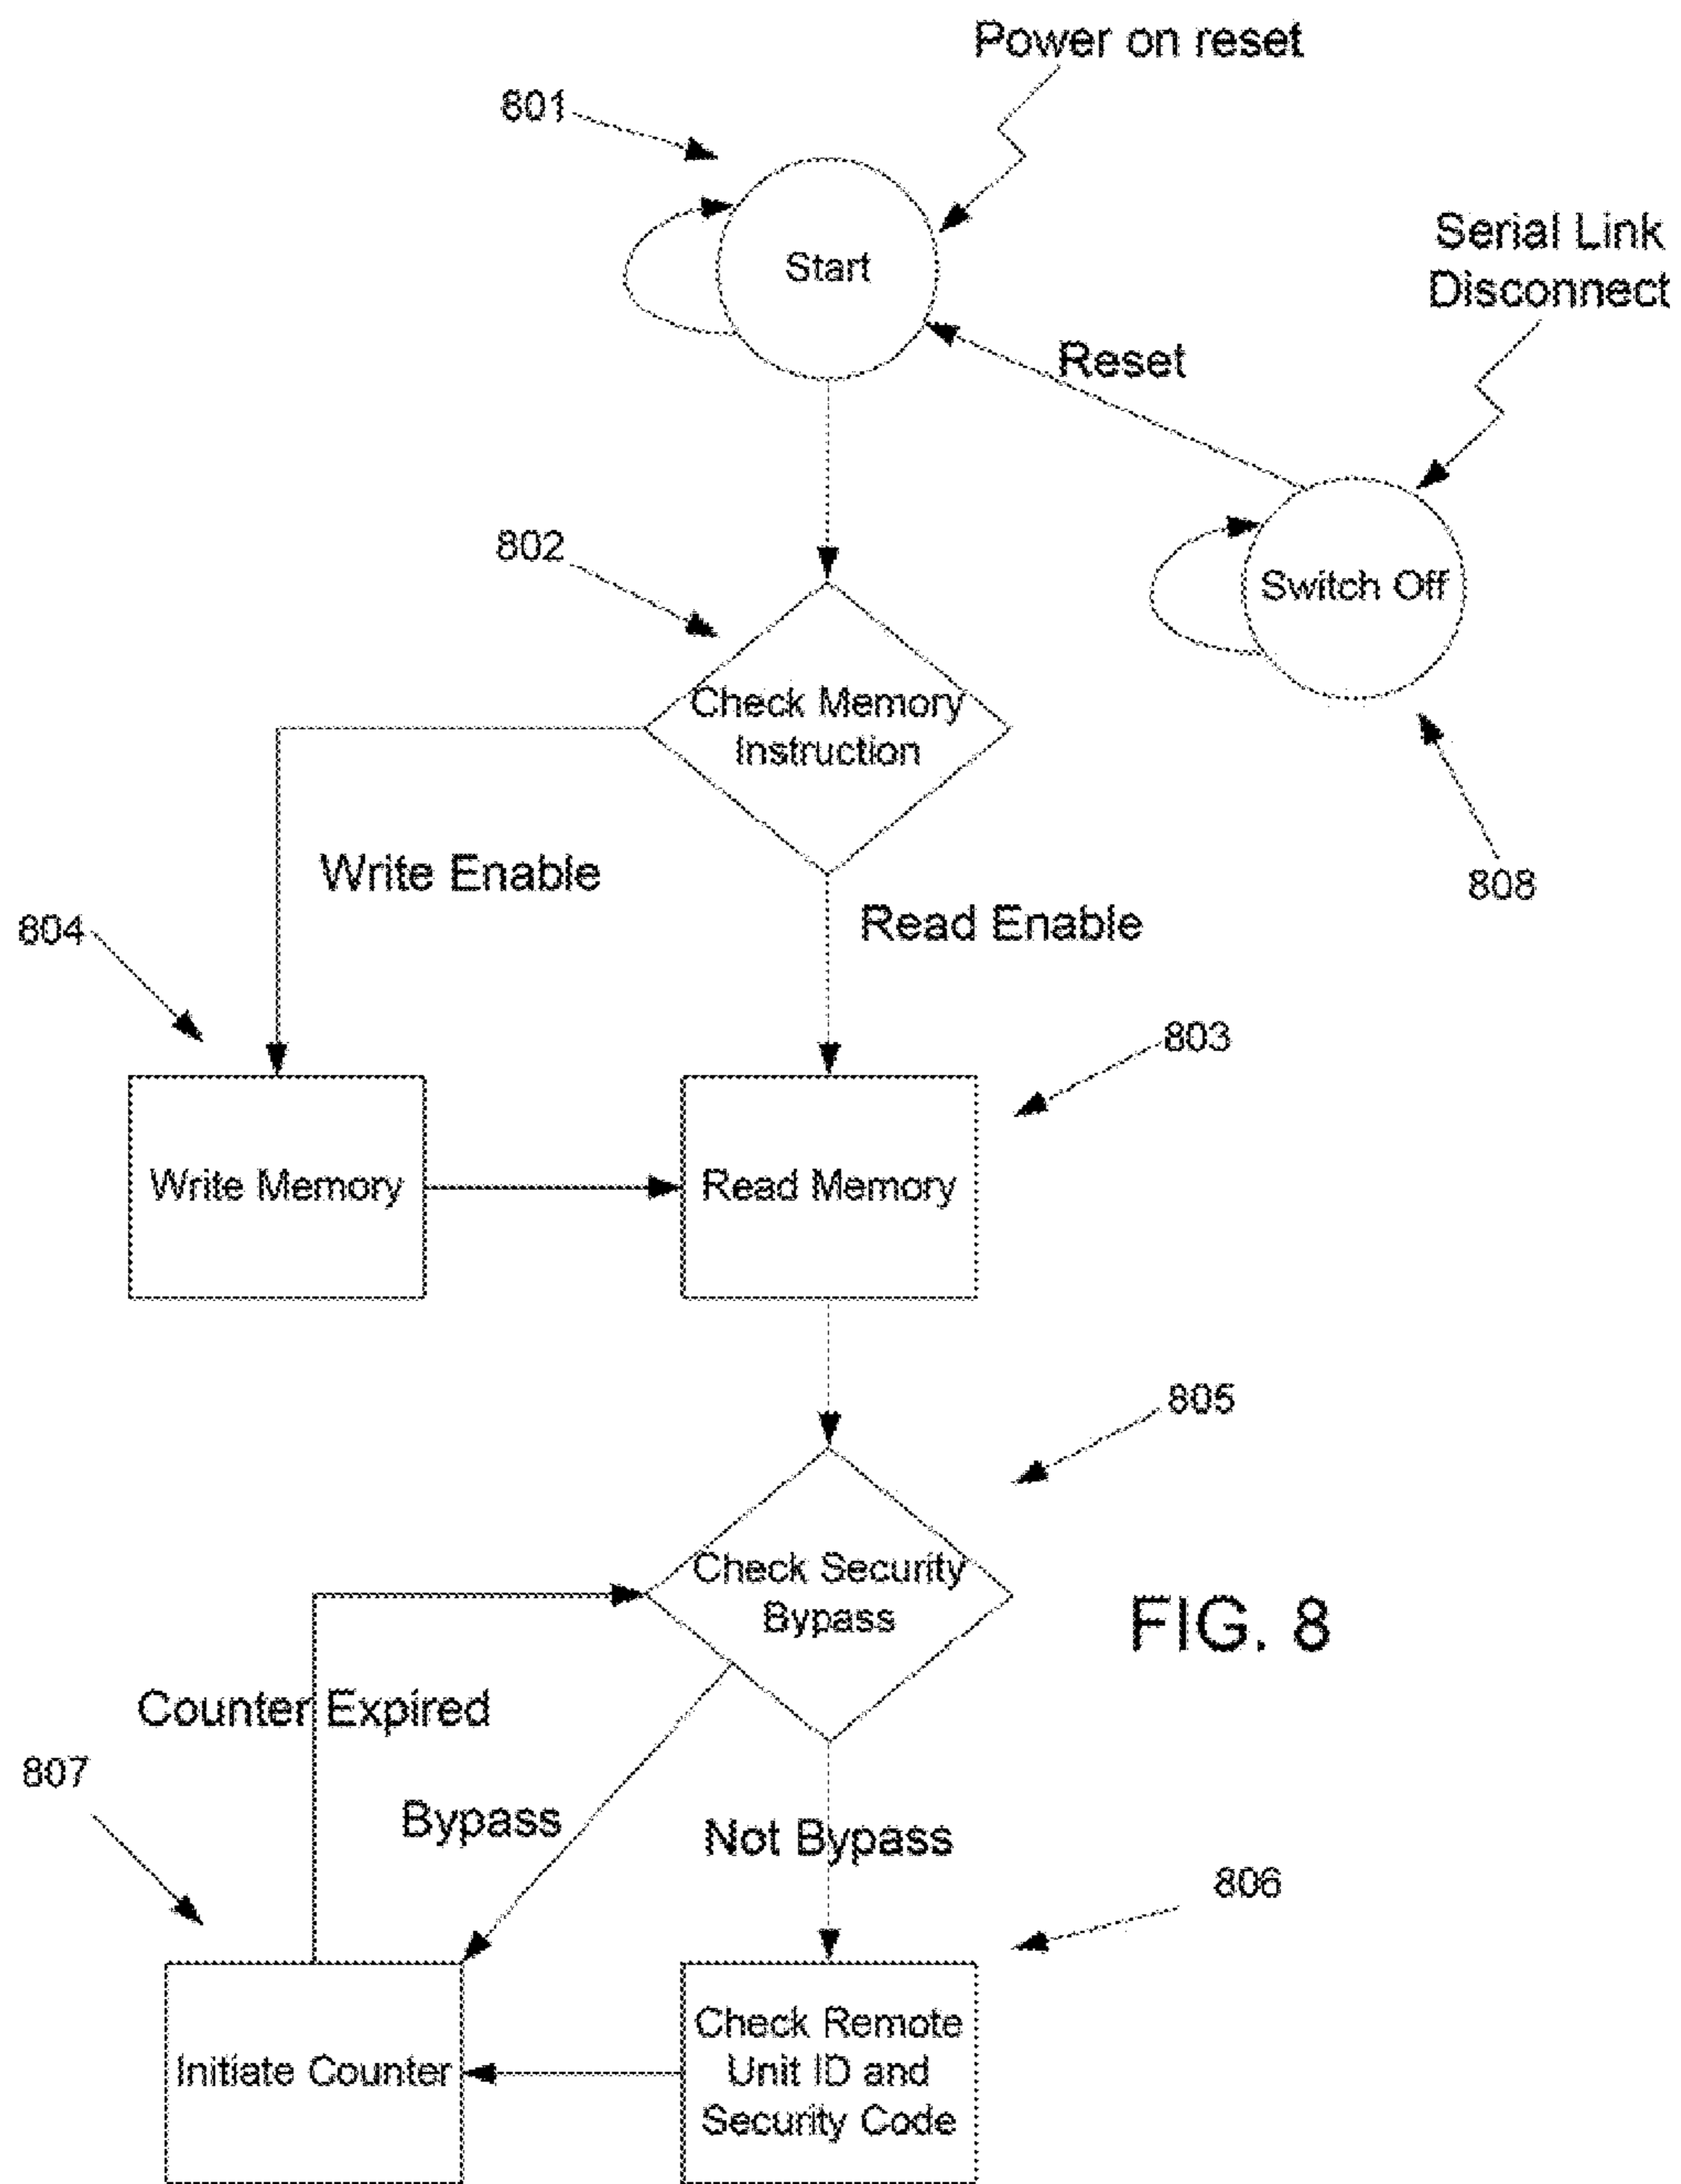 Power on reset
801
Start
Serial Link
Disconnect
Reset
802
Switch Off
Check Memory
Instruction
808
Write Enable
Read Enable
804
803
Write Memory
Read Memory
805
Check Security
Bypass
FIG. 8
Counter Expired
807
Bypass
Not Bypass
806
Initiate Counter
Check Remote
Unit ID and
Security Code